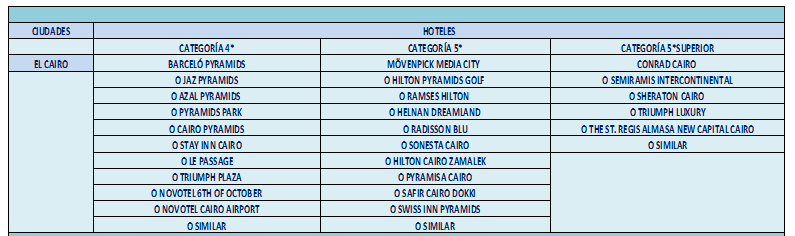 CIUDADES HOTELES
CATEGORÍA 4* CATEGORÍA 5* CATEGORÍA 5*SUPERIOR
EL CAIRO BARCELÓ PYRAMIDS MÖVENPICK MEDIA CITY CONRAD CAIRO
O JAZ PYRAMIDS O HILTON PYRAMIDS GOLF O SEMIRAMIS INTERCONTINENTAL
O AZAL PYRAMIDS O RAMSES HILTON O SHERATON CAIRO
O PYRAMIDS PARK O HELNAN DREAMLAND O TRIUMPH LUXURY
O CAIRO PYRAMIDS O RADISSON BLU O THE ST. REGIS ALMASA NEW CAPITAL CAIRO
O STAY INN CAIRO O SONESTA CAIRO O SIMILAR
O LE PASSAGE O HILTON CAIRO ZAMALEK
O TRIUMPH PLAZA O PYRAMISA CAIRO
O NOVOTEL 6TH OF OCTOBER O SAFIR CAIRO DOKKI
O NOVOTEL CAIRO AIRPORT O SWISS INN PYRAMIDS
O SIMILAR O SIMILAR